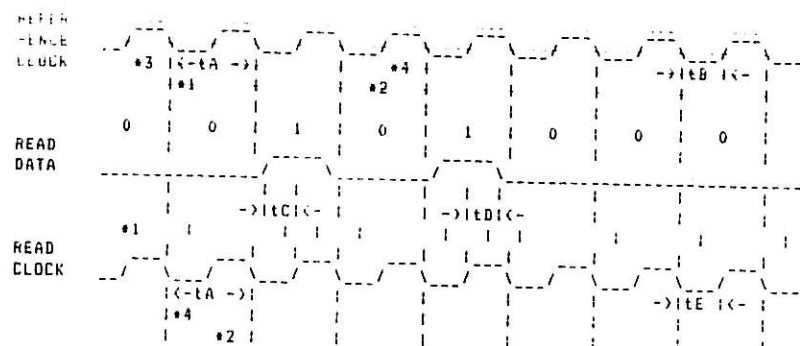 REFER
-ENCE
CLOCK
*3 |<-tA ->| *4 ->|tB|<-
*1 *2
0 0 1 0 1 0 0 0
READ
DATA
->|tC|<- ->|tD|<-
*1
READ
CLOCK
|<-tA ->| ->|tE|<-
*4
*2